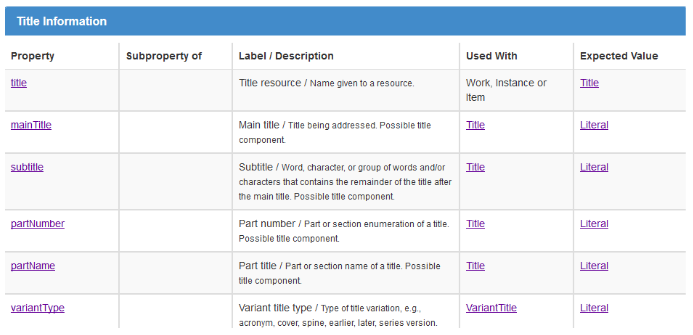 Title Information
Property Subproperty of Label / Description Used With Expected Value
title Title resource / Name given to a resource. Work, Instance or Item Title
mainTitle Main title / Title being addressed. Possible title component. Title Literal
subtitle Subtitle / Word, character, or group of words and/or characters that contains the remainder of the title after the main title. Possible title component. Title Literal
partNumber Part number / Part or section enumeration of a title. Possible title component. Title Literal
partName Part title / Part or section name of a title. Possible title component. Title Literal
variantType Variant title type / Type of title variation, e.g., acronym, cover, spine, earlier, later, series version. VariantTitle Literal